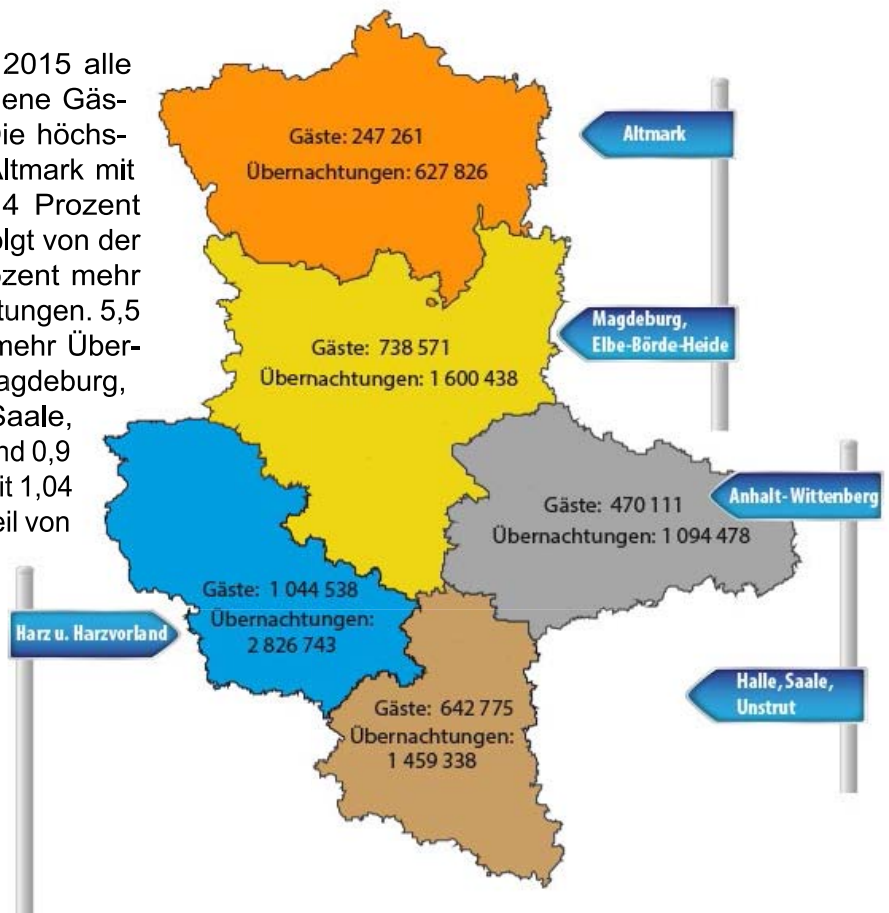 2015 alle
ene Gäs-
ie höchs-
Altmark mit
4 Prozent
olgt von der
ozent mehr
tungen. 5,5
mehr Über-
agdeburg,
Saale,
nd 0,9
it 1,04
eil von
Gäste: 247 261
Übernachtungen: 627 826
Altmark
Gäste: 738 571
Übernachtungen: 1 600 438
Magdeburg,
Elbe-Börde-Heide
Gäste: 470 111
Übernachtungen: 1 094 478
Anhalt-Wittenberg
Gäste: 1 044 538
Übernachtungen:
2 826 743
Harz u. Harzvorland
Gäste: 642 775
Übernachtungen:
1 459 338
Halle, Saale,
Unstrut